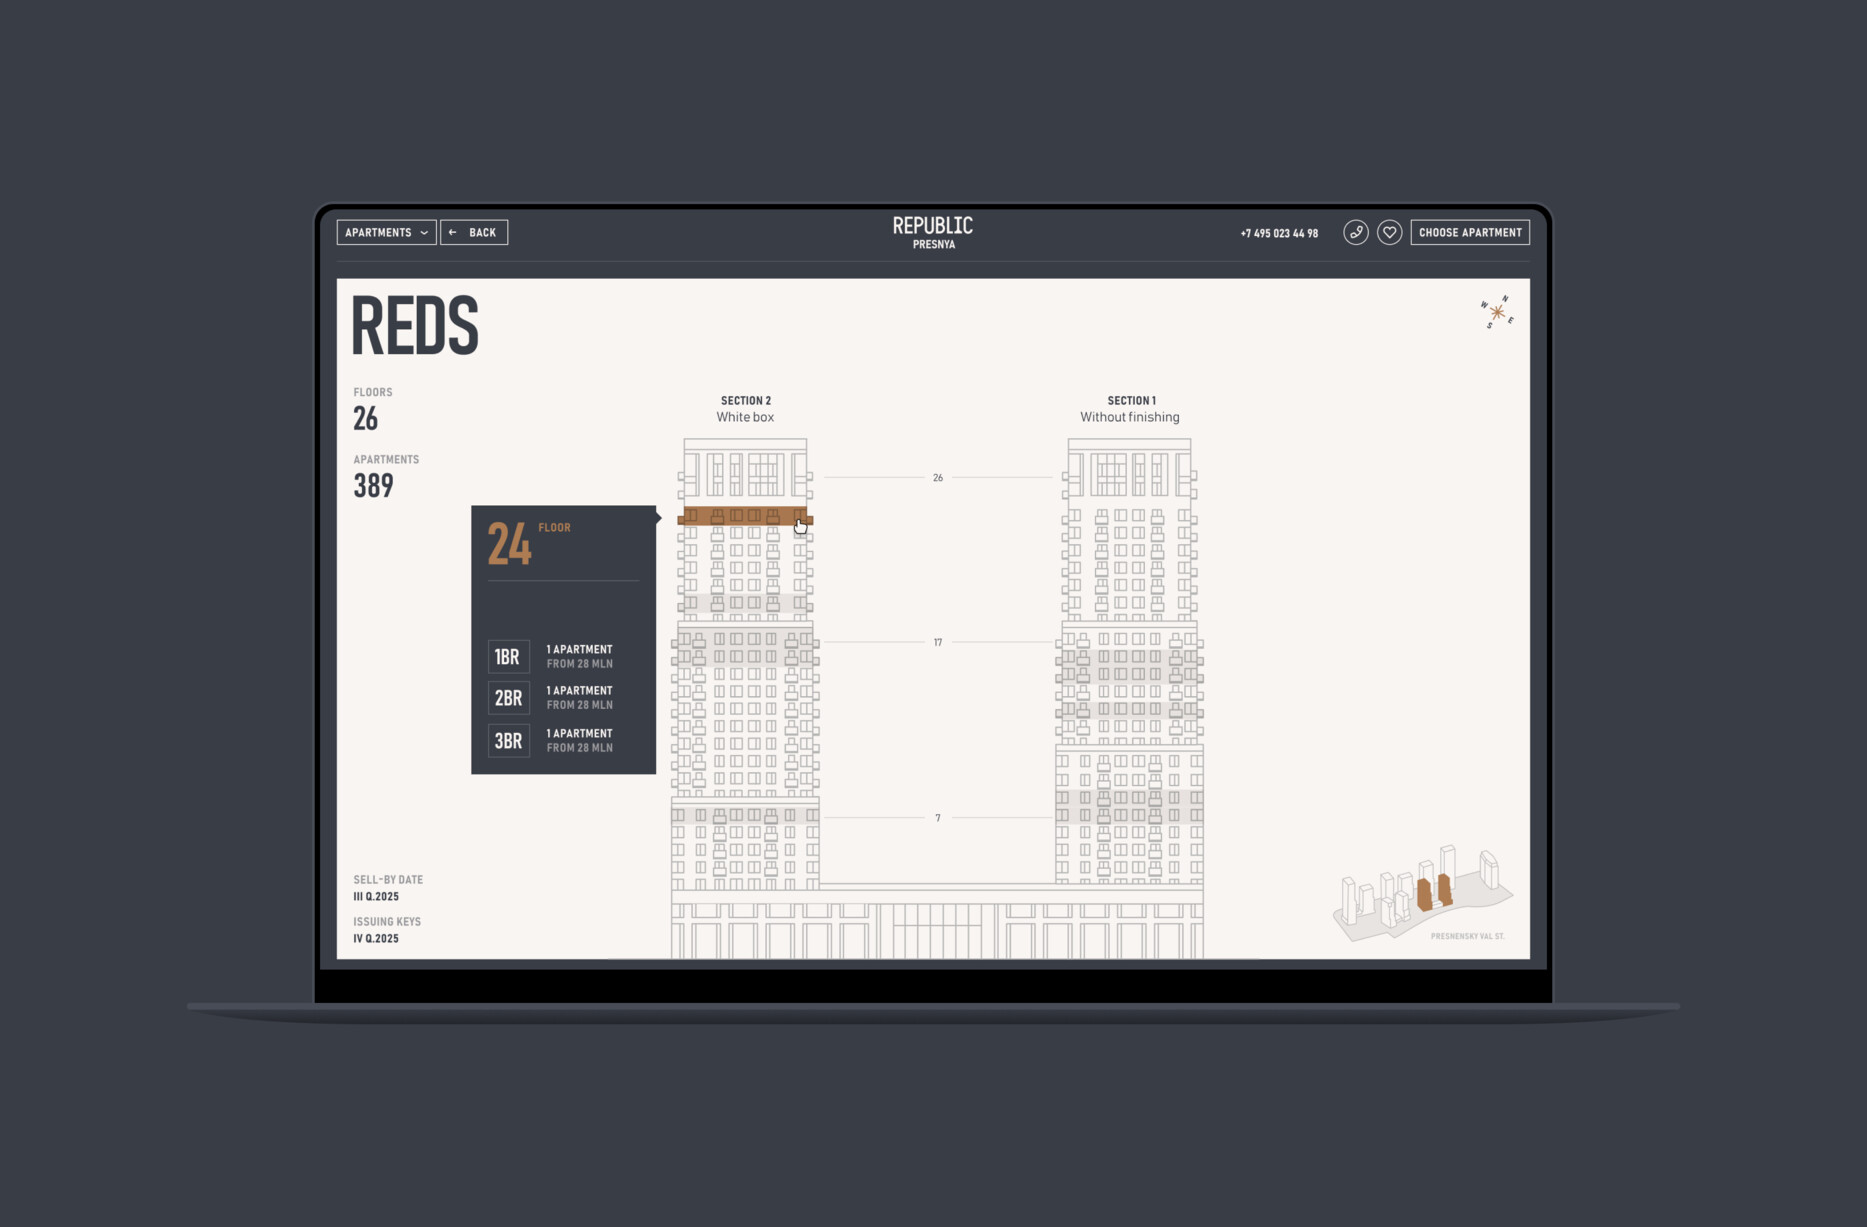 APARTMENTS
BACK
REPUBLIC
PRESNYA
+7 495 023 44 98
CHOOSE APARTMENT
REDS
N
W
E
S
FLOORS
26
APARTMENTS
389
SECTION 2
White box
SECTION 1
Without finishing
26
17
7
24 FLOOR
1BR
1 APARTMENT
FROM 28 MLN
2BR
1 APARTMENT
FROM 28 MLN
3BR
1 APARTMENT
FROM 28 MLN
SELL-BY DATE
III Q.2025
ISSUING KEYS
IV Q.2025
PRESNENSKY VAL ST.